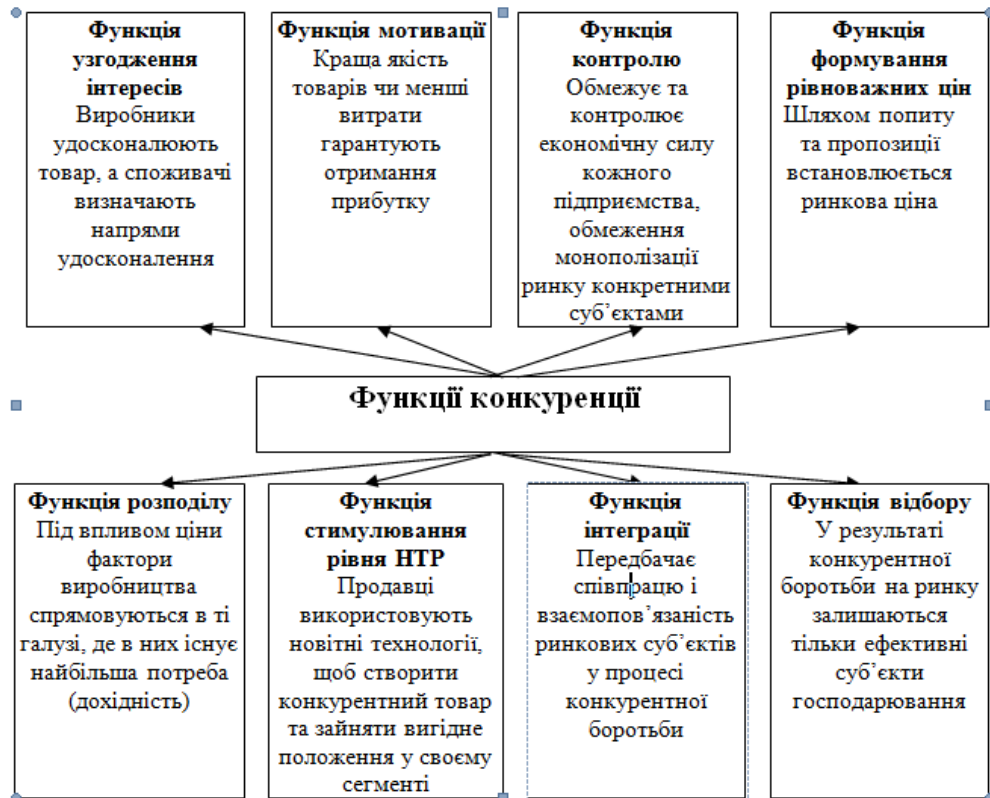 Функція
узгодження
інтересів
Виробники
удосконалюють
товар, а споживачі
визначають
напрями
удосконалення
Функція мотивації
Краща якість
товарів чи менші
витрати
гарантують
отримання
прибутку
Функція
контролю
Обмежує та
контролює
економічну силу
кожного
підприємства,
обмеження
монополізації
ринку конкретними
суб’єктами
Функція
формування
рівноважних цін
Шляхом попиту
та пропозиції
встановлюється
ринкова ціна
Функції конкуренції
Функція розподілу
Під впливом ціни
фактори
виробництва
спрямовуються в ті
галузі, де в них існує
найбільша потреба
(дохідність)
Функція
стимулювання
рівня НТР
Продавці
використовують
новітні технології,
щоб створити
конкурентний товар
та зайняти вигідне
положення у своєму
сегменті
Функція
інтеграції
Передбачає
співпрацю і
взаємопов’язаність
ринкових суб’єктів
у процесі
конкурентної
боротьби
Функція відбору
У результаті
конкурентної
боротьби на ринку
залишаються
тільки ефективні
суб’єкти
господарювання